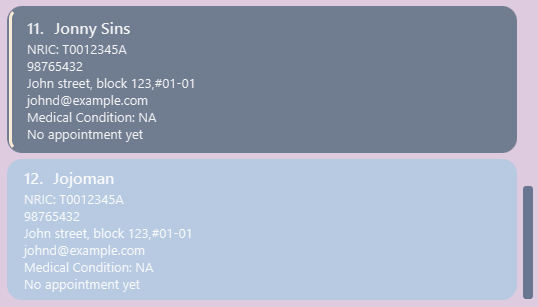 11. Jonny Sins
NRIC: T0012345A
98765432
John street, block 123,#01-01
johnd@example.com
Medical Condition: NA
No appointment yet
12. Jojoman
NRIC: T0012345A
98765432
John street, block 123,#01-01
johnd@example.com
Medical Condition: NA
No appointment yet